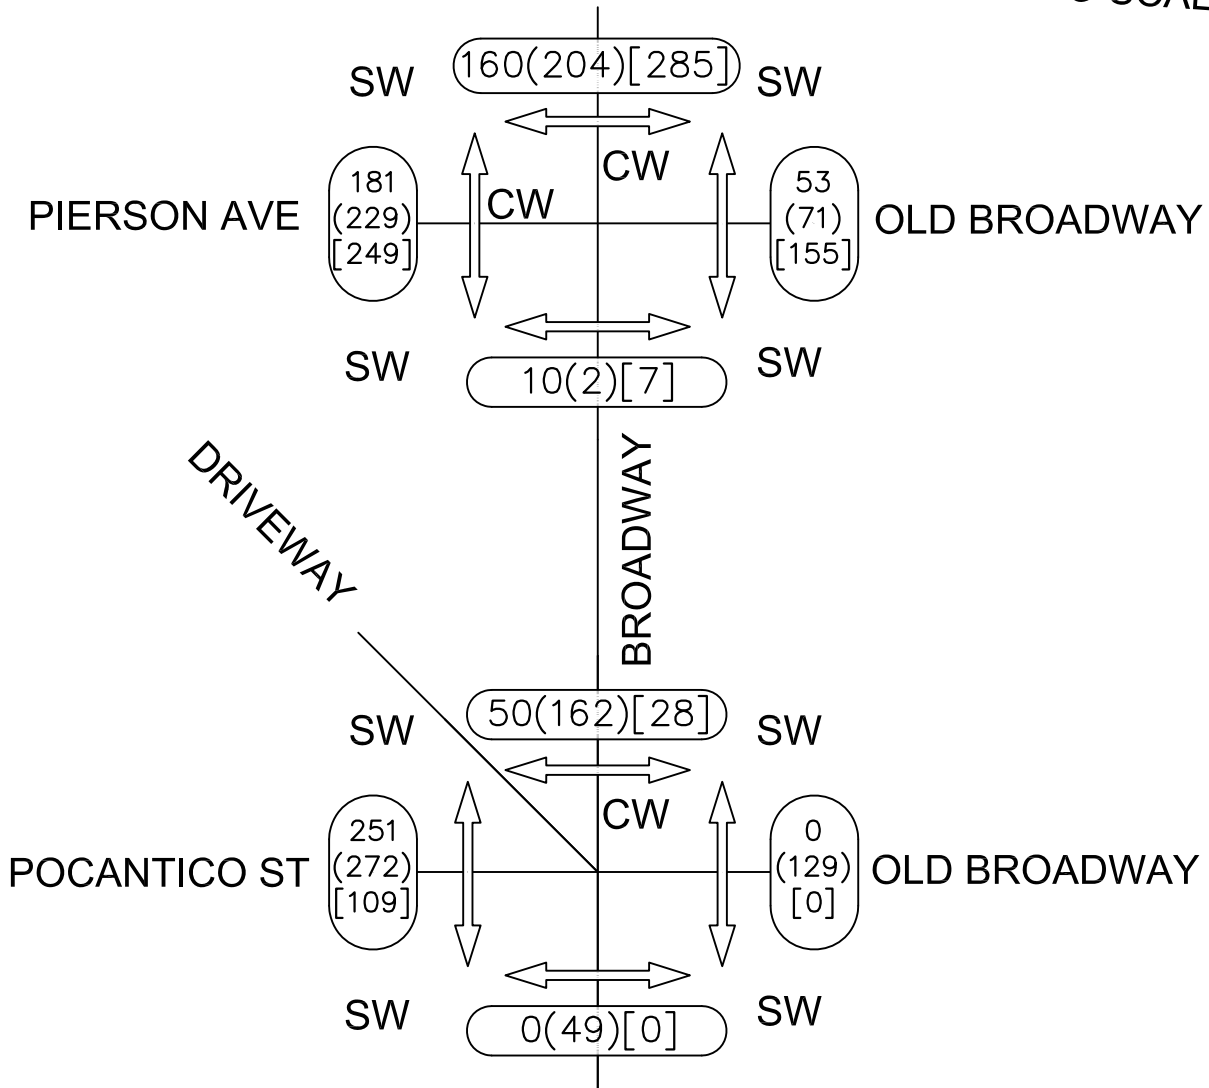 160(204)[285]
SW
SW
CW
CW
PIERSON AVE
181
(229)
[249]
53
(71)
[155]
OLD BROADWAY
SW
SW
10(2)[7]
DRIVEWAY
BROADWAY
50(162)[28]
SW
SW
CW
POCANTICO ST
251
(272)
[109]
0
(129)
[0]
OLD BROADWAY
SW
SW
0(49)[0]